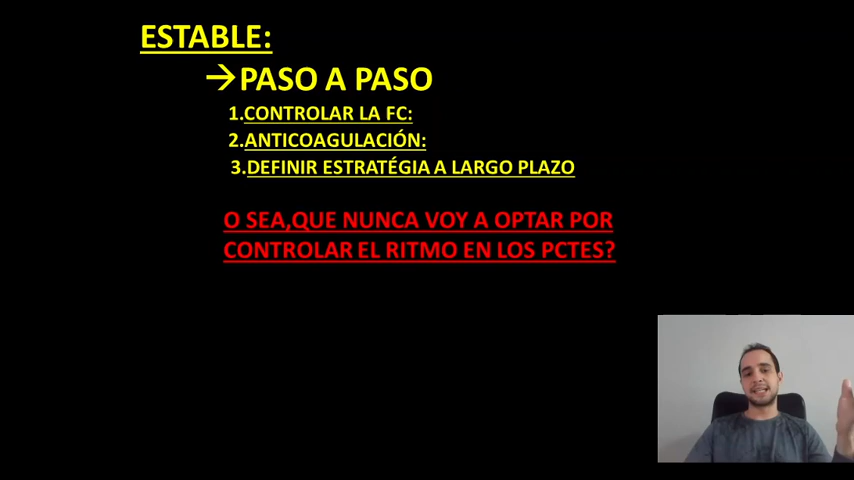 ESTABLE:
→PASO A PASO
1.CONTROLAR LA FC:
2.ANTICOAGULACIÓN:
3.DEFINIR ESTRATÉGIA A LARGO PLAZO
O SEA,QUE NUNCA VOY A OPTAR POR
CONTROLAR EL RITMO EN LOS PCTES?